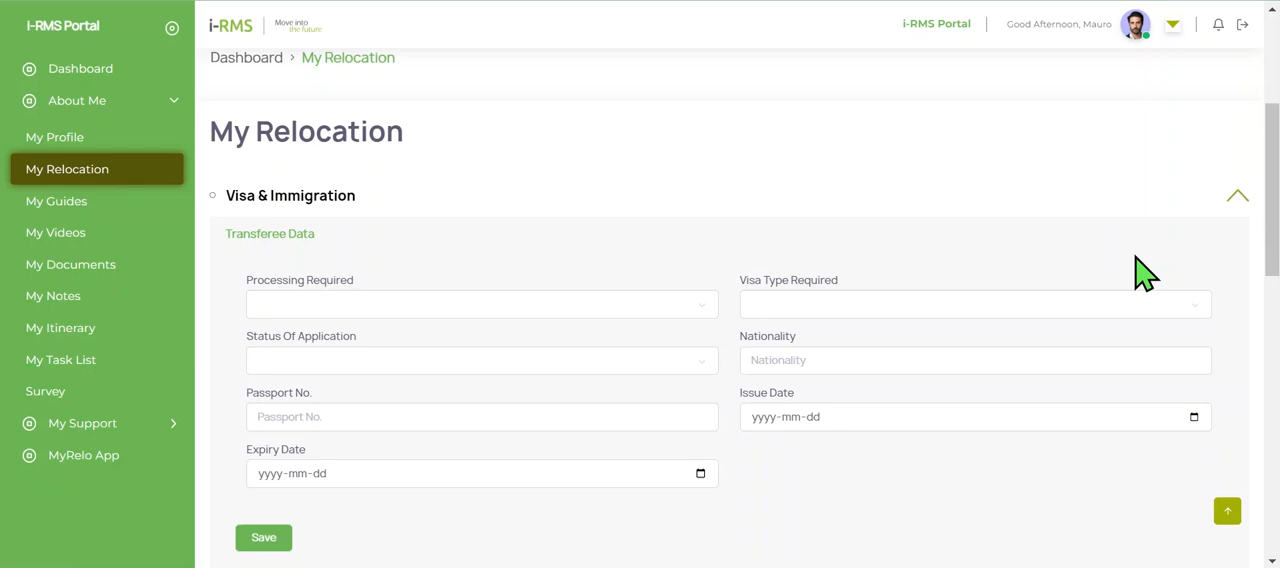 i-RMS Portal
Dashboard
About Me
My Profile
My Relocation
My Guides
My Videos
My Documents
My Notes
My Itinerary
My Task List
Survey
My Support
MyRelo App
i-RMS
Move into
the future
i-RMS Portal
Good Afternoon, Mauro
Dashboard › My Relocation
My Relocation
Visa & Immigration
Transferee Data
Processing Required
Visa Type Required
Status Of Application
Nationality
Nationality
Passport No.
Issue Date
Passport No.
yyyy-mm-dd
Expiry Date
yyyy-mm-dd
Save